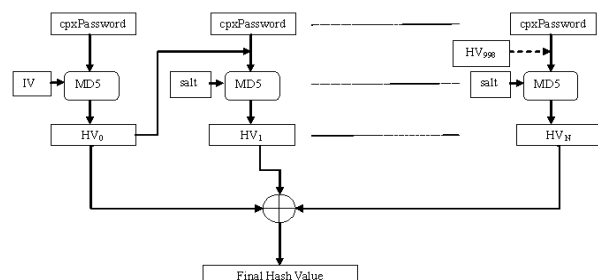 cpxPassword
cpxPassword
cpxPassword
HV998
IV
MD5
salt
MD5
salt
MD5
HV0
HV1
HVN
Final Hash Value